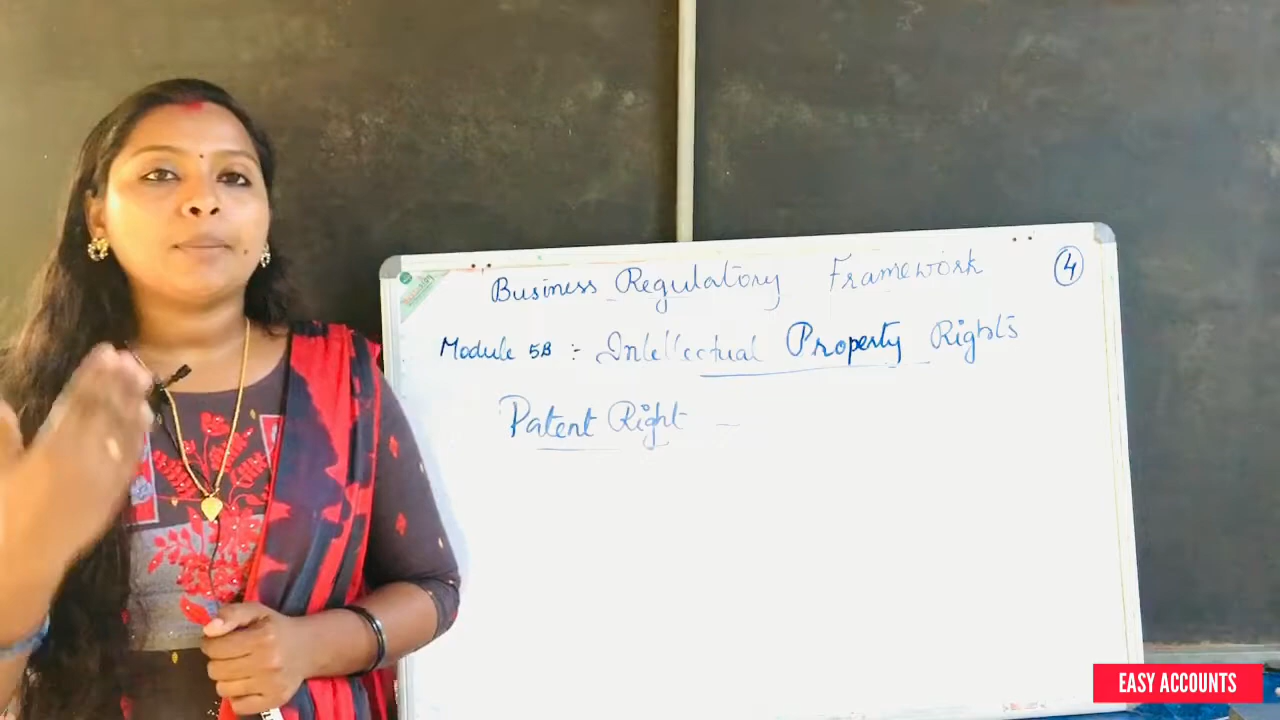 Business Regulatory Framework 4
Module 5B :- Intellectual Property Rights
Patent Right -
EASY ACCOUNTS